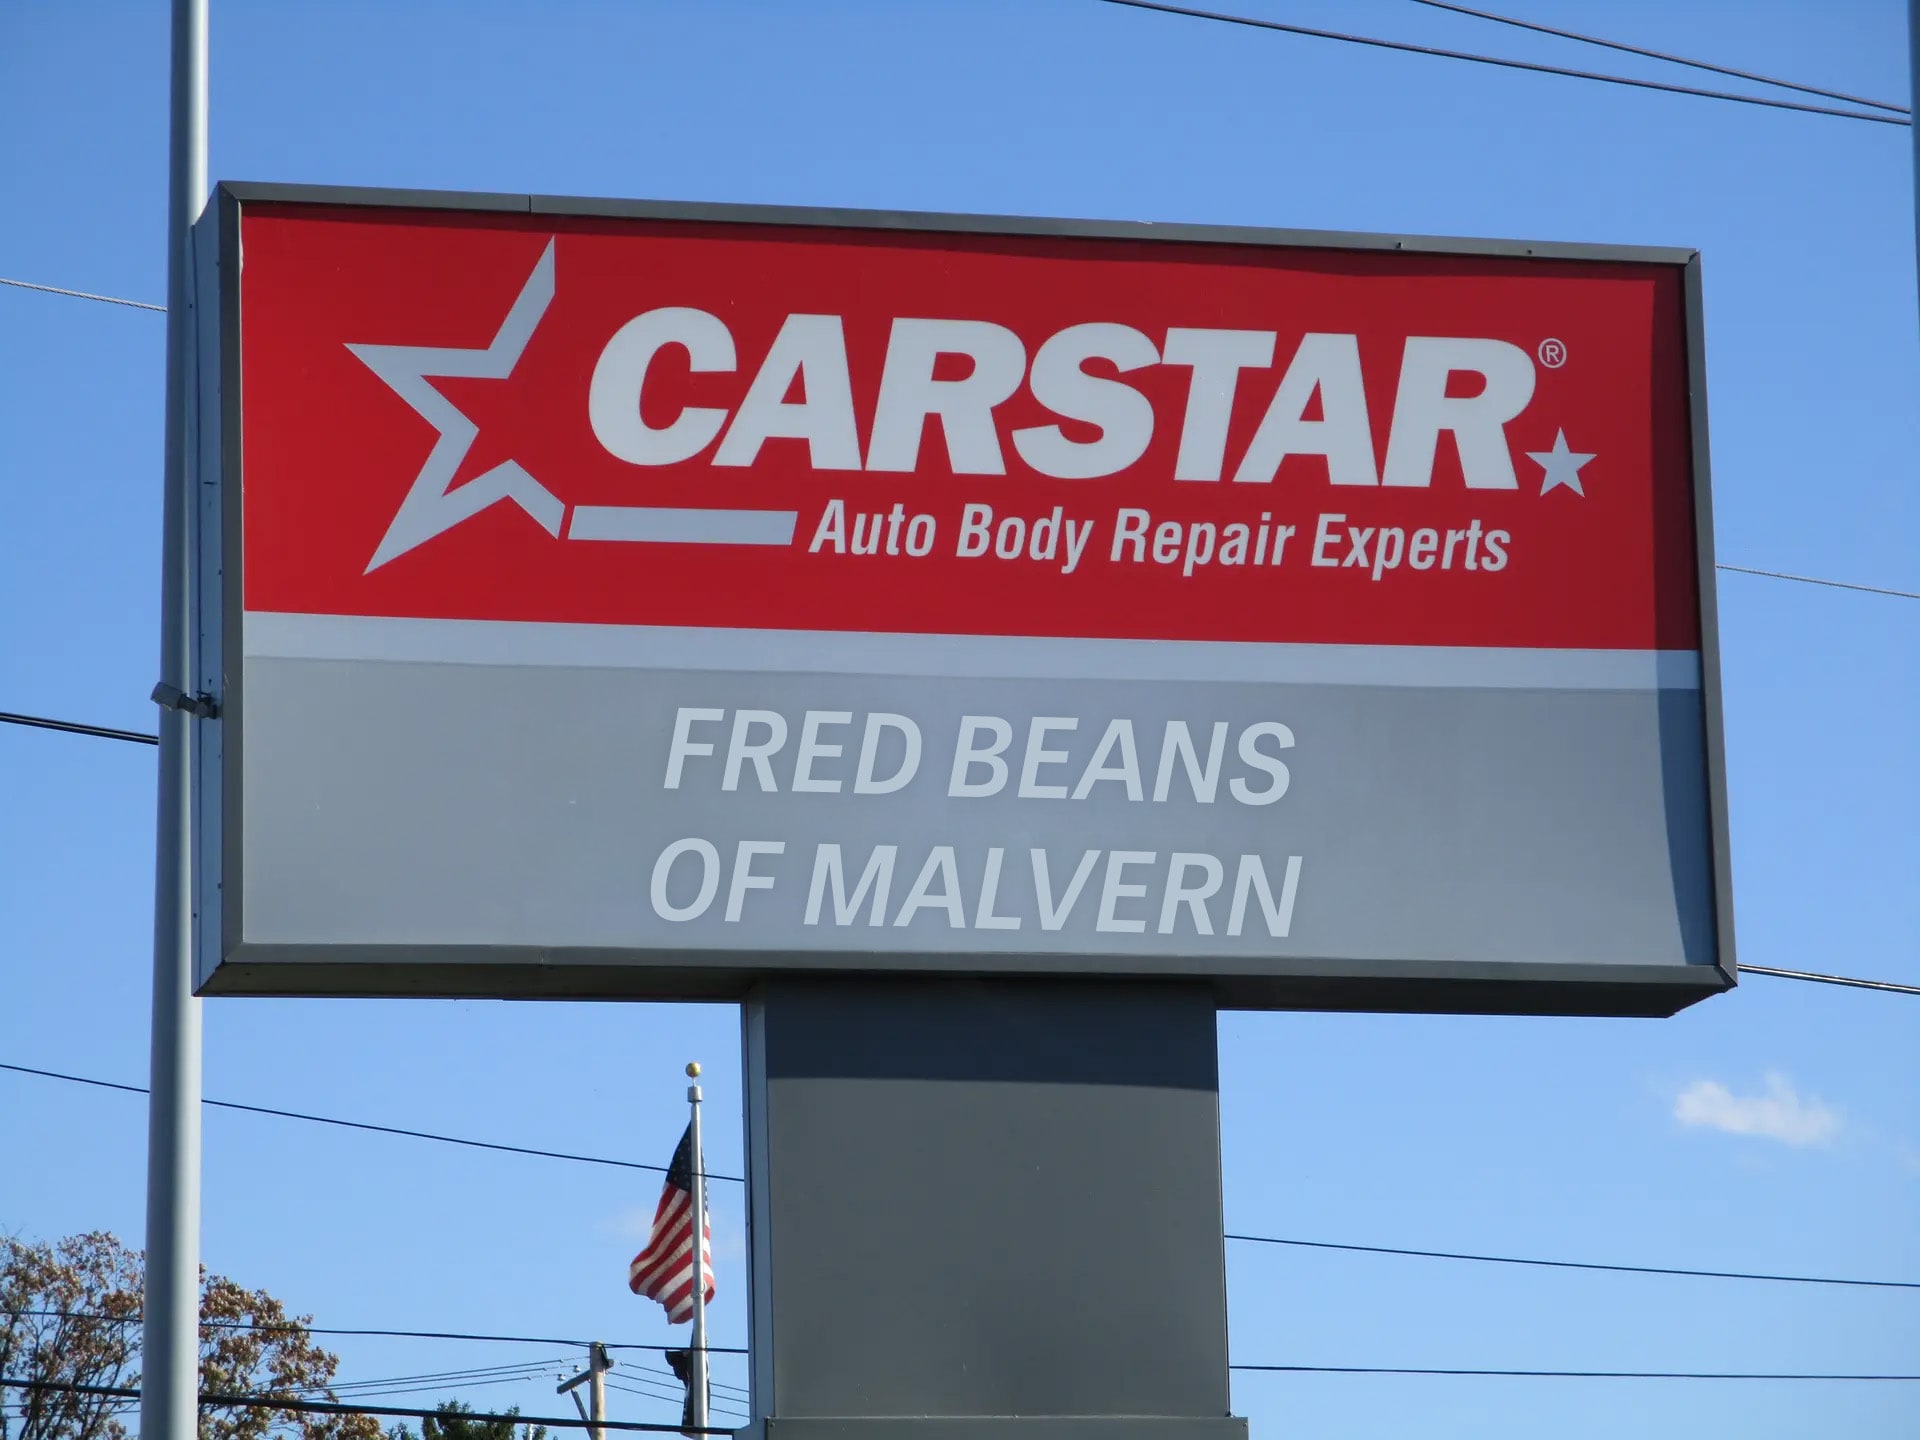 CARSTAR®
Auto Body Repair Experts
FRED BEANS
OF MALVERN